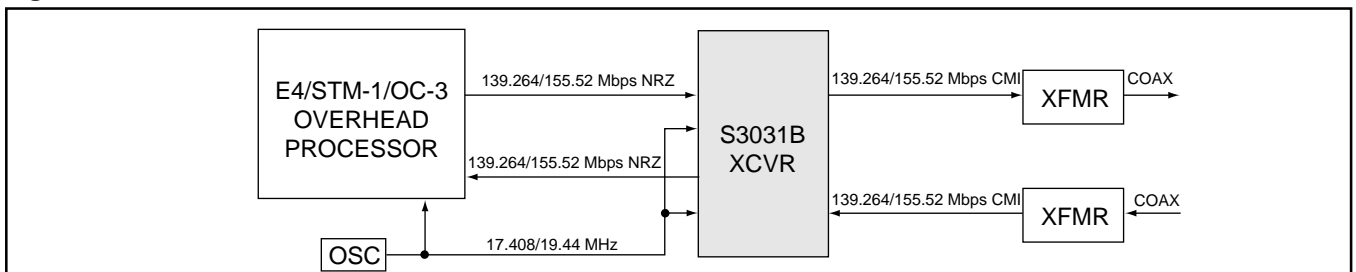 E4/STM-1/OC-3
OVERHEAD
PROCESSOR
139.264/155.52 Mbps NRZ
139.264/155.52 Mbps NRZ
OSC
17.408/19.44 MHz
S3031B
XCVR
139.264/155.52 Mbps CMI
XFMR
COAX
139.264/155.52 Mbps CMI
XFMR
COAX